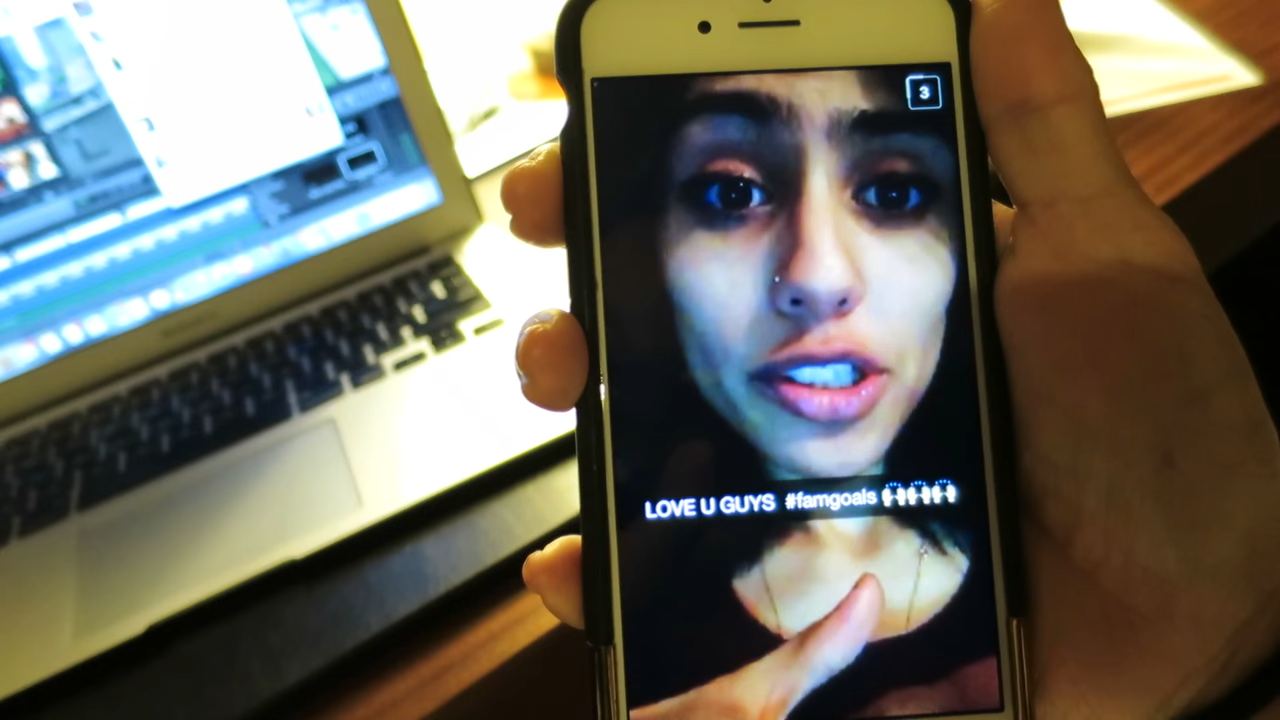 3
LOVE U GUYS #famgoals 🙌🙌🙌🙌